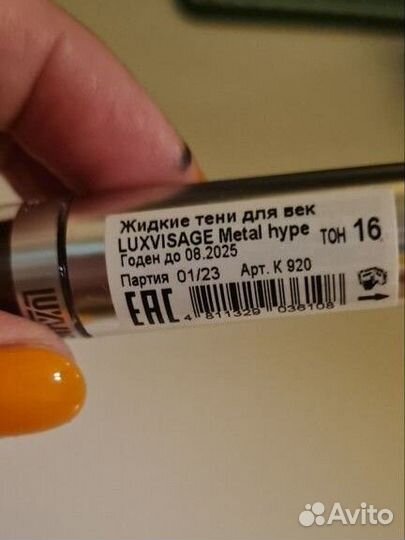 Жидкие тени для век
LUXVISAGE Metal hype тон 16
Годен до 08.2025
Партия 01/23 Арт. К 920
EAC
4 811329 036108
LUX
Avito